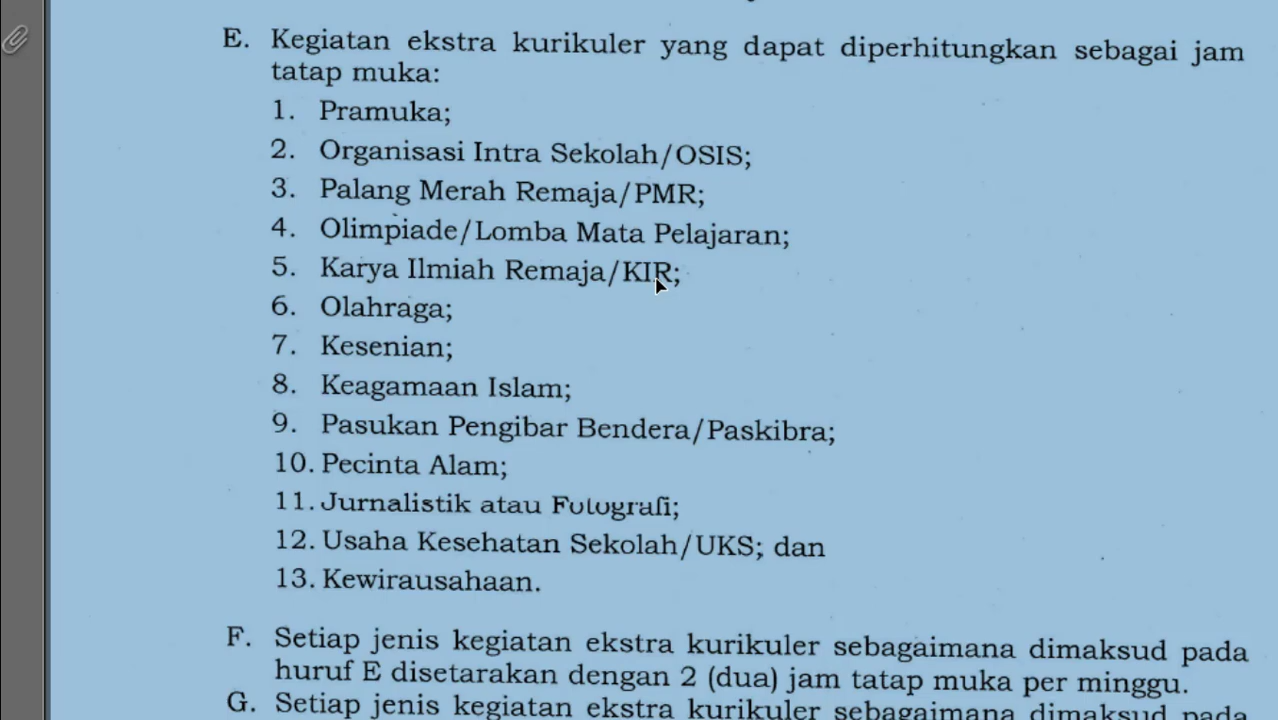 E. Kegiatan ekstra kurikuler yang dapat diperhitungkan sebagai jam
tatap muka:
1. Pramuka;
2. Organisasi Intra Sekolah/OSIS;
3. Palang Merah Remaja/PMR;
4. Olimpiade/Lomba Mata Pelajaran;
5. Karya Ilmiah Remaja/KIR;
6. Olahraga;
7. Kesenian;
8. Keagamaan Islam;
9. Pasukan Pengibar Bendera/Paskibra;
10. Pecinta Alam;
11. Jurnalistik atau Fotografi;
12. Usaha Kesehatan Sekolah/UKS; dan
13. Kewirausahaan.
F. Setiap jenis kegiatan ekstra kurikuler sebagaimana dimaksud pada
huruf E disetarakan dengan 2 (dua) jam tatap muka per minggu.
G. Setiap jenis kegiatan ekstra kurikuler sebagaimana dimaksud pada